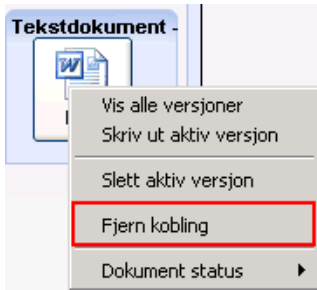 Tekstdokument -
Vis alle versjoner
Skriv ut aktiv versjon
Slett aktiv versjon
Fjern kobling
Dokument status